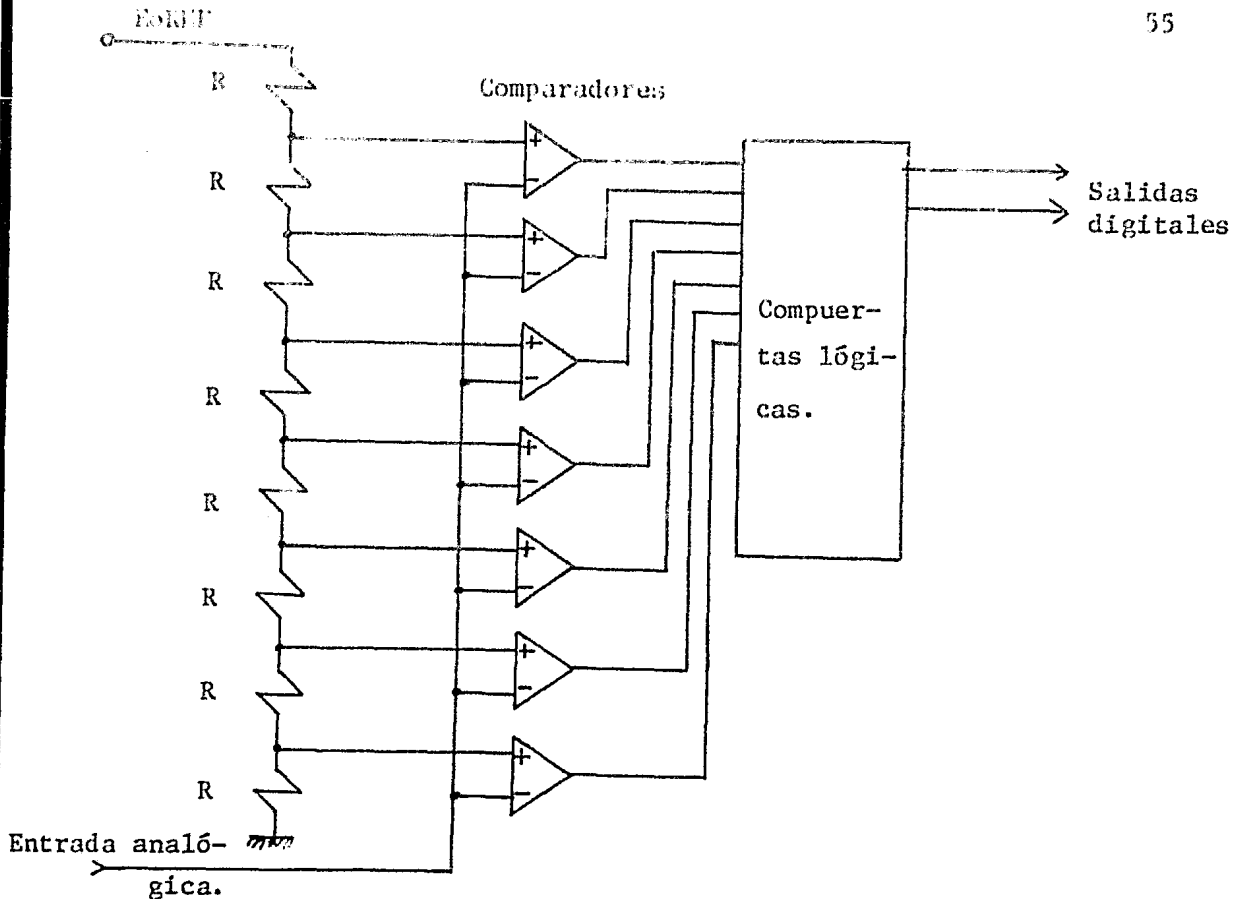 55
R
Comparadores
+
-
R
+
-
R
+
-
R
+
-
R
+
-
R
+
-
R
+
-
R
Compuer-
tas lógi-
cas.
Salidas
digitales
Entrada analó-
gica.